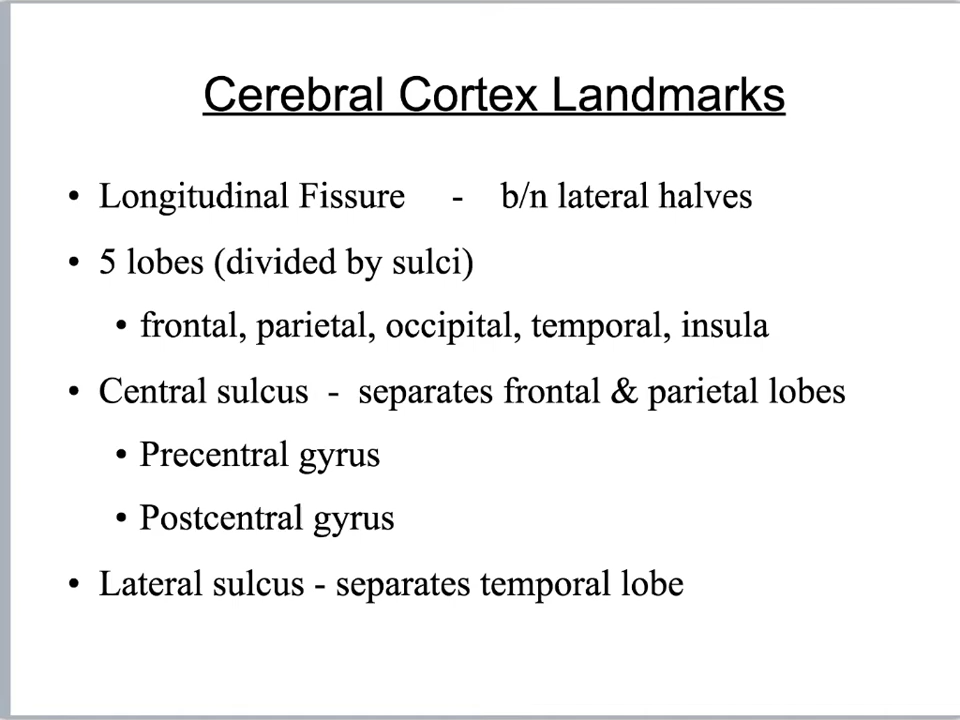 Cerebral Cortex Landmarks
• Longitudinal Fissure - b/n lateral halves
• 5 lobes (divided by sulci)
• frontal, parietal, occipital, temporal, insula
• Central sulcus - separates frontal & parietal lobes
• Precentral gyrus
• Postcentral gyrus
• Lateral sulcus - separates temporal lobe